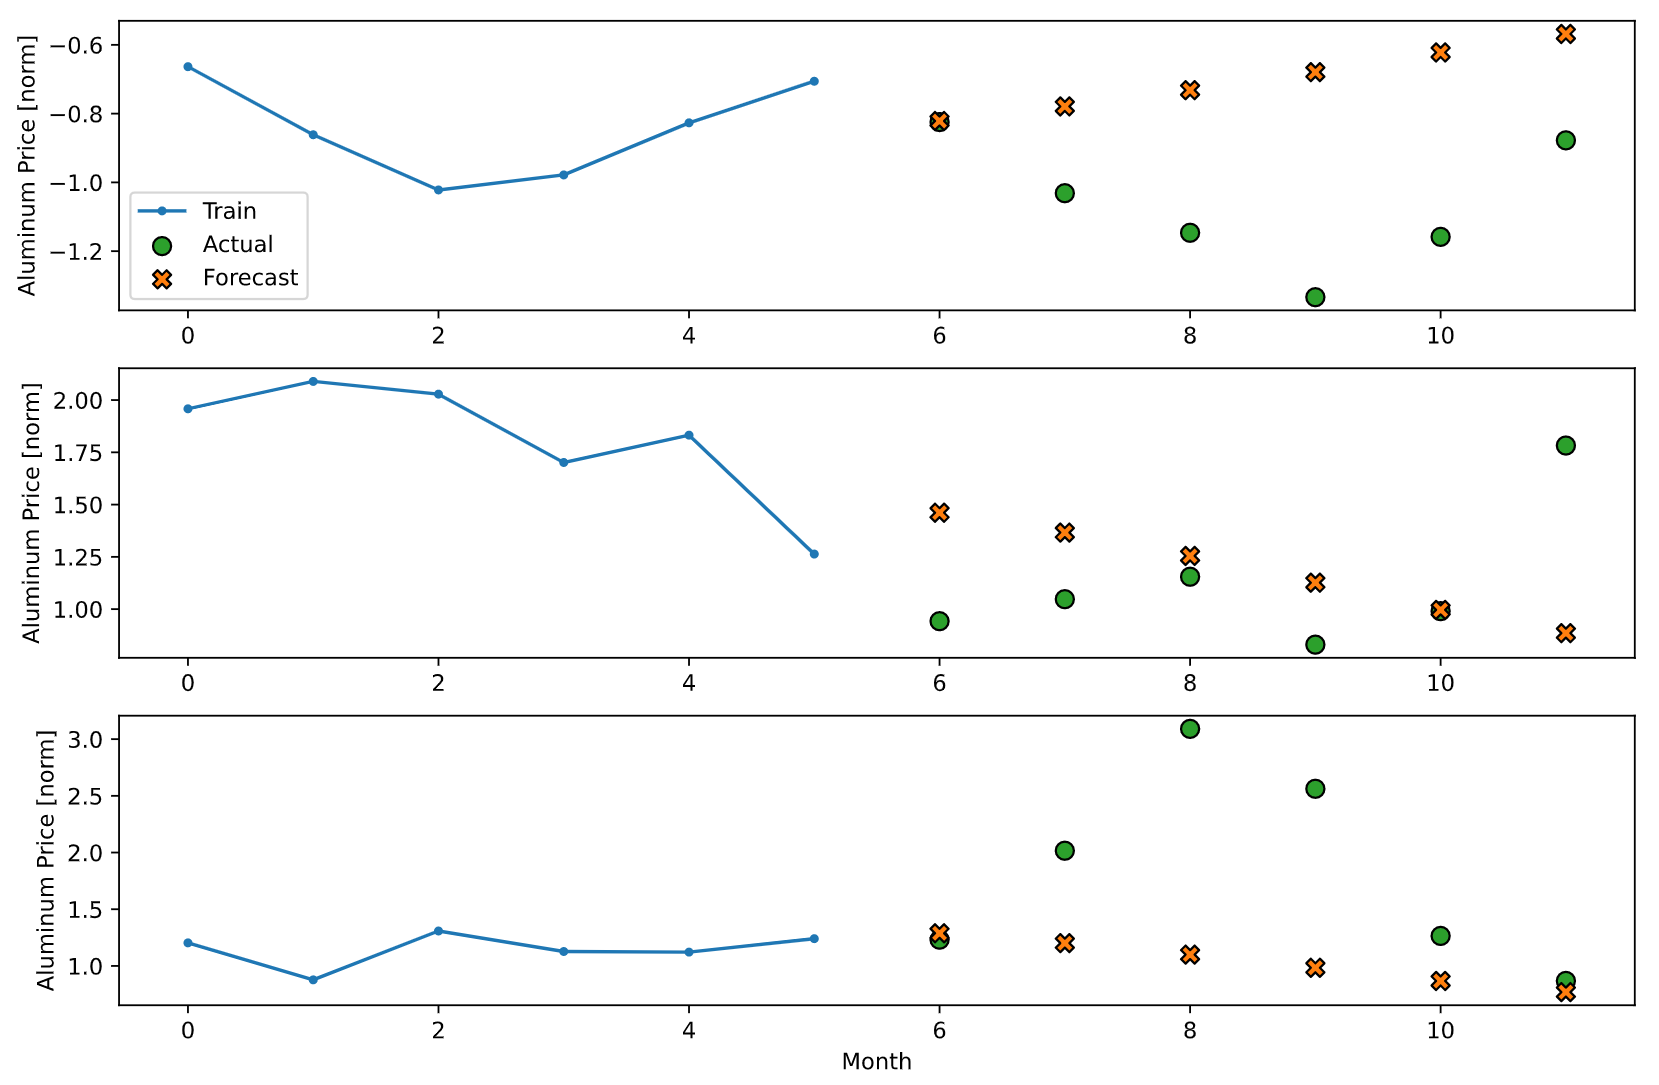 Aluminum Price [norm]
−0.6
−0.8
−1.0
−1.2
Train
Actual
Forecast
0 2 4 6 8 10
Aluminum Price [norm]
2.00
1.75
1.50
1.25
1.00
0 2 4 6 8 10
Aluminum Price [norm]
3.0
2.5
2.0
1.5
1.0
0 2 4 6 8 10
Month